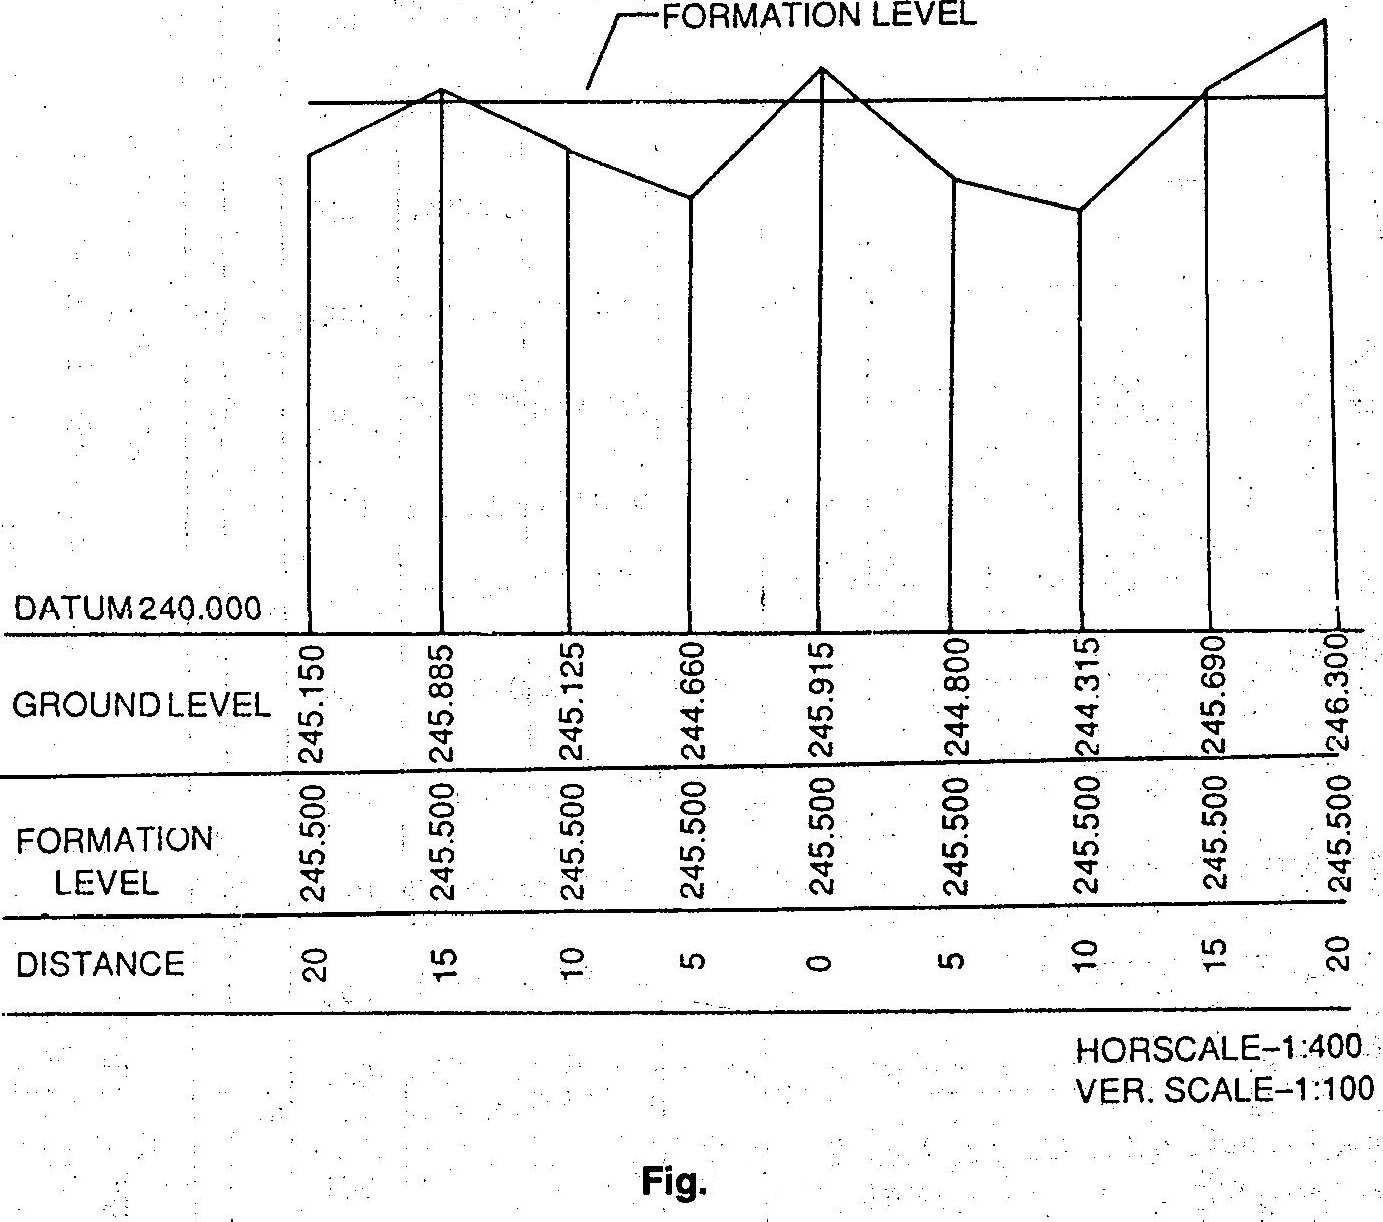 FORMATION LEVEL
DATUM 240.000
GROUND LEVEL 245.150 245.885 245.125 244.660 245.915 244.800 244.315 245.690 246.300
FORMATION
LEVEL 245.500 245.500 245.500 245.500 245.500 245.500 245.500 245.500 245.500
DISTANCE 20 15 10 5 0 5 10 15 20
HORSCALE–1:400
VER. SCALE–1:100
Fig.